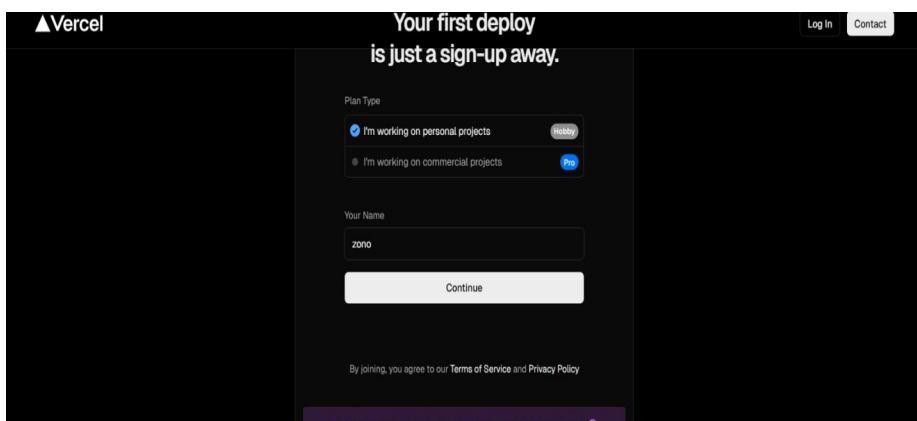 Vercel
Log In
Contact
Your first deploy
is just a sign-up away.
Plan Type
I'm working on personal projects
Hobby
I'm working on commercial projects
Pro
Your Name
zono
Continue
By joining, you agree to our Terms of Service and Privacy Policy